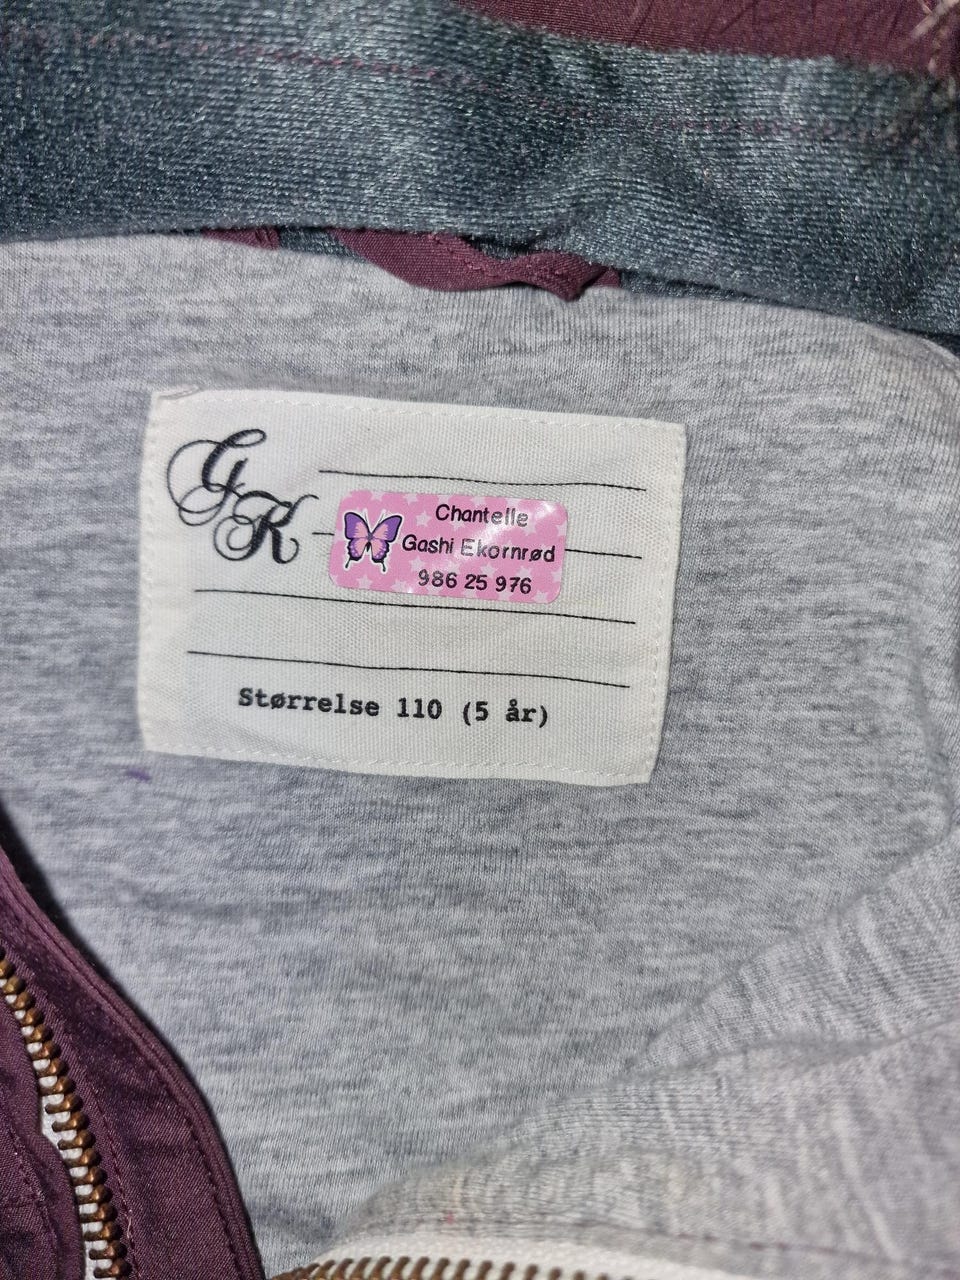 GK
Chantelle
Gashi Ekornrød
986 25 976
Størrelse 110 (5 år)